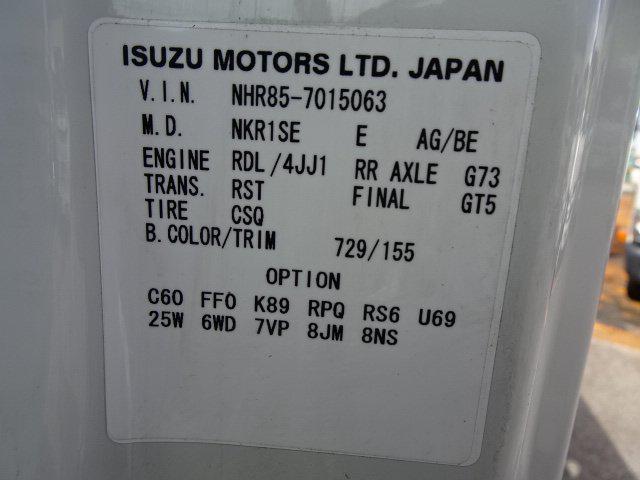 ISUZU MOTORS LTD. JAPAN
V.I.N. NHR85-7015063
M.D. NKR1SE E AG/BE
ENGINE RDL/4JJ1 RR AXLE G73
TRANS. RST FINAL GT5
TIRE CSQ
B.COLOR/TRIM 729/155
OPTION
C60 FF0 K89 RPQ RS6 U69
25W 6WD 7VP 8JM 8NS